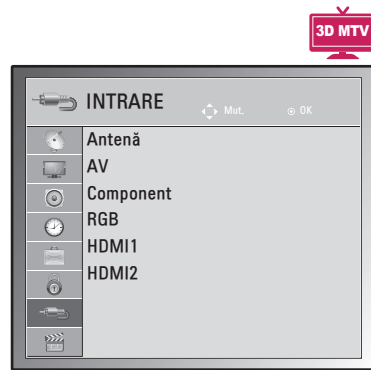 3D MTV
INTRARE Mut. OK
Antenă
AV
Component
RGB
HDMI1
HDMI2